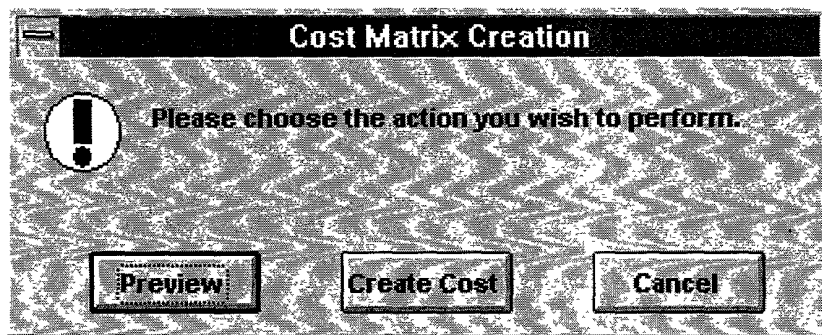 Cost Matrix Creation
Please choose the action you wish to perform.
Preview Create Cost Cancel